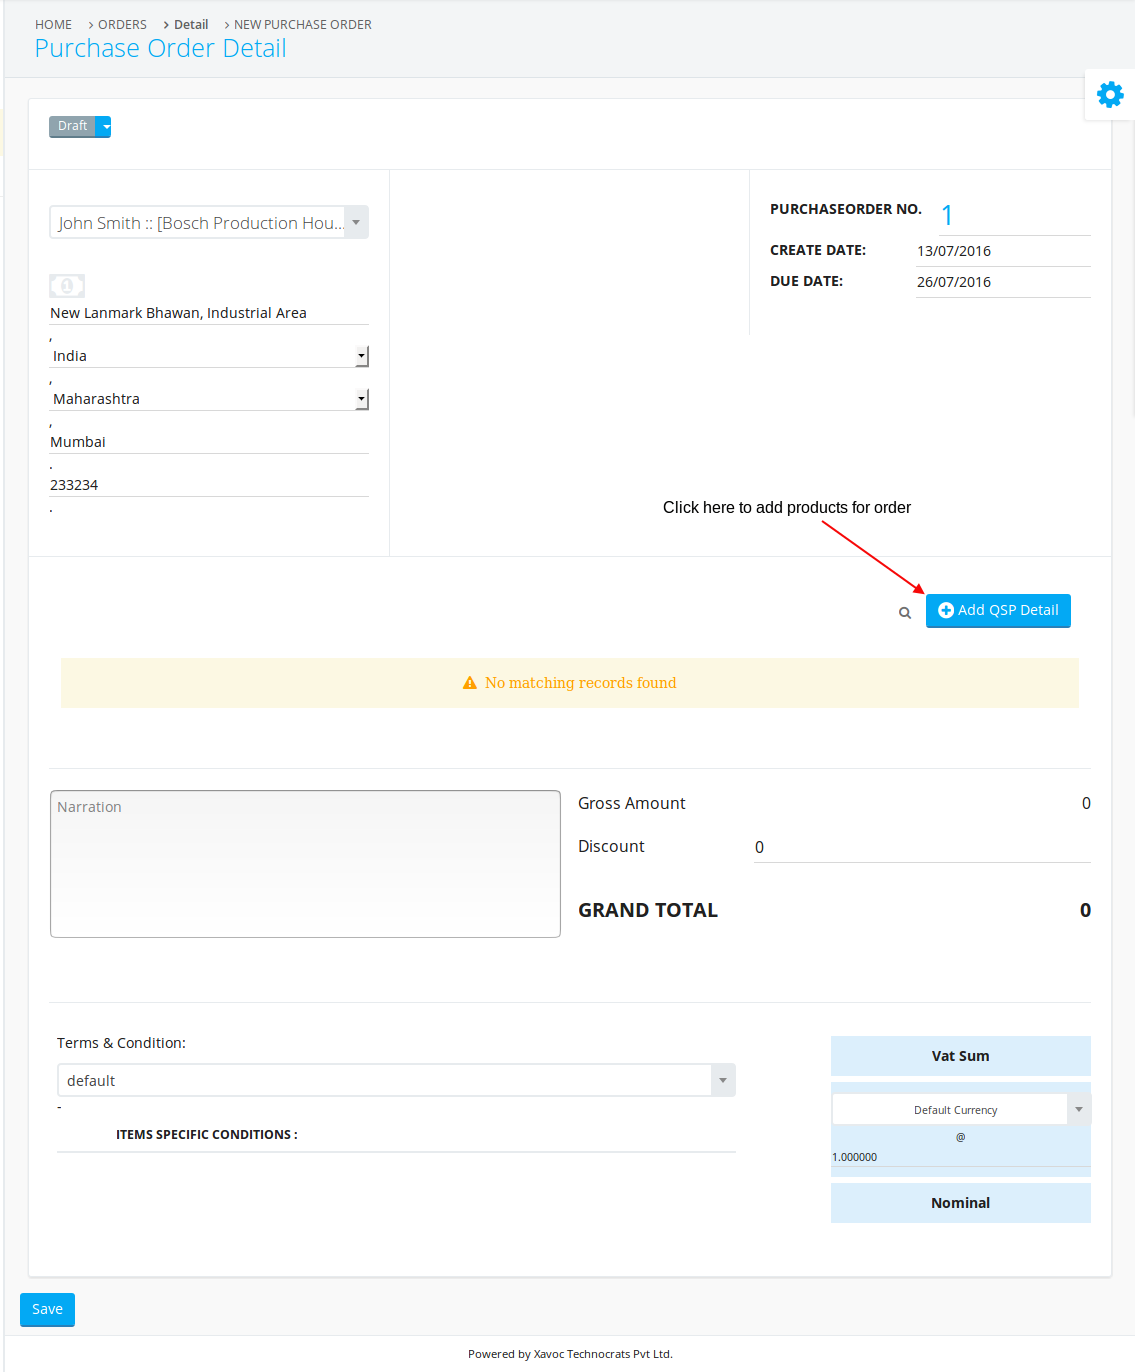 HOME > ORDERS > Detail > NEW PURCHASE ORDER
Purchase Order Detail
Draft
John Smith :: [Bosch Production Hou...
PURCHASEORDER NO. 1
CREATE DATE: 13/07/2016
DUE DATE: 26/07/2016
New Lanmark Bhawan, Industrial Area
,
India
,
Maharashtra
,
Mumbai
.
233234
.
Click here to add products for order
Add QSP Detail
No matching records found
Narration
Gross Amount 0
Discount 0
GRAND TOTAL 0
Terms & Condition:
default
-
ITEMS SPECIFIC CONDITIONS :
Vat Sum
Default Currency
@
1.000000
Nominal
Save
Powered by Xavoc Technocrats Pvt Ltd.